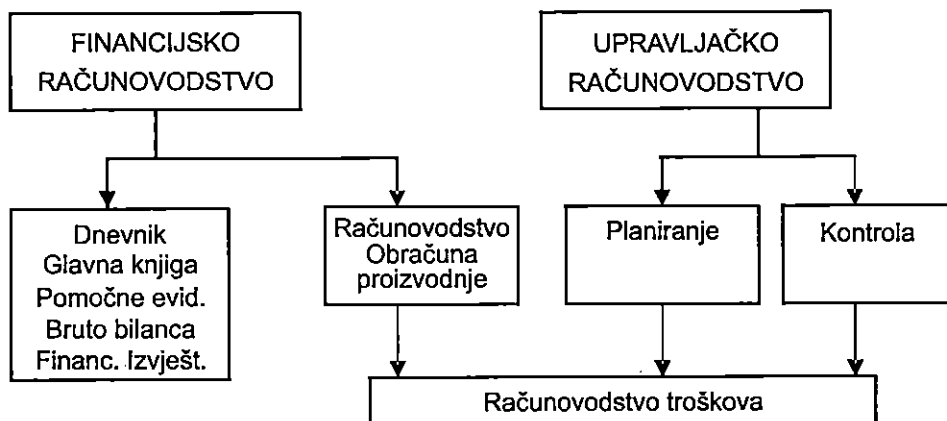 FINANCIJSKO
RAČUNOVODSTVO
UPRAVLJAČKO
RAČUNOVODSTVO
Dnevnik
Glavna knjiga
Pomočne evid.
Bruto bilanca
Financ. Izvješt.
Računovodstvo
Obračuna
proizvodnje
Planiranje
Kontrola
Računovodstvo troškova